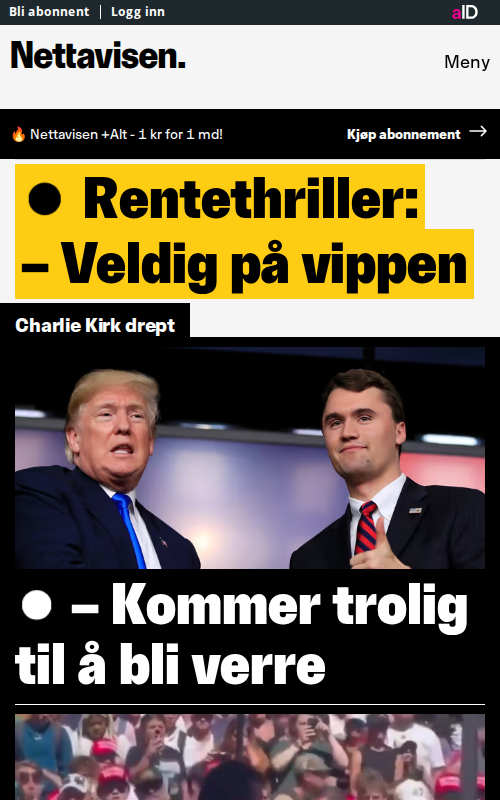 Bli abonnent | Logg inn
aID
Nettavisen.
Meny
🔥 Nettavisen +Alt - 1 kr for 1 md!
Kjøp abonnement →
● Rentethriller:
– Veldig på vippen
Charlie Kirk drept
● – Kommer trolig
til å bli verre